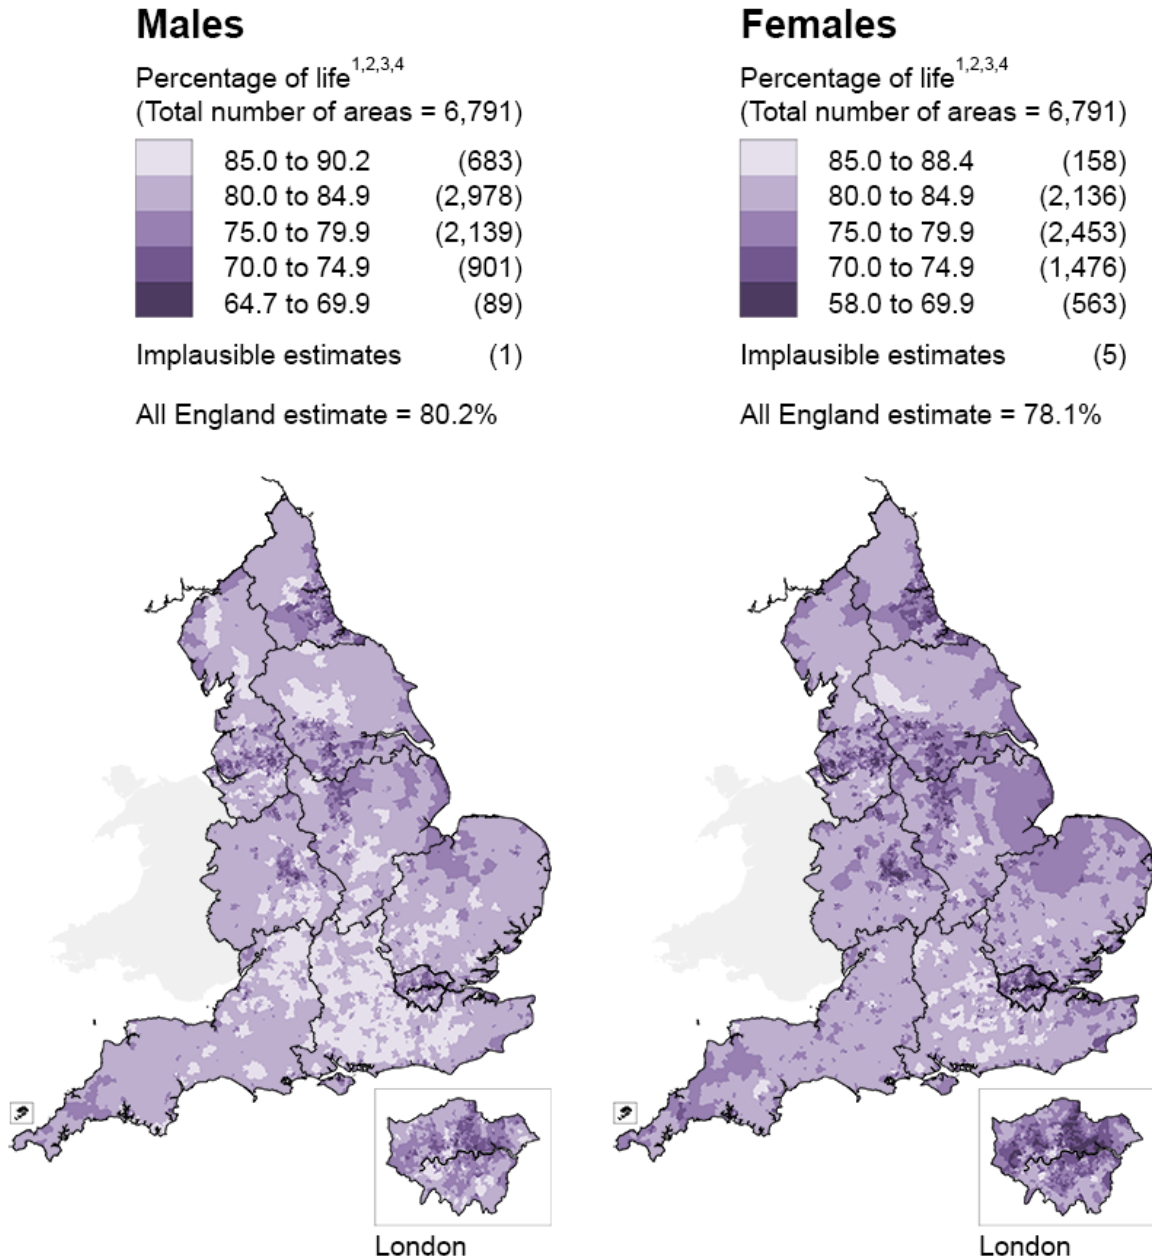 Males
Percentage of life1,2,3,4
(Total number of areas = 6,791)
85.0 to 90.2 (683)
80.0 to 84.9 (2,978)
75.0 to 79.9 (2,139)
70.0 to 74.9 (901)
64.7 to 69.9 (89)
Implausible estimates (1)
All England estimate = 80.2%
London
Females
Percentage of life1,2,3,4
(Total number of areas = 6,791)
85.0 to 88.4 (158)
80.0 to 84.9 (2,136)
75.0 to 79.9 (2,453)
70.0 to 74.9 (1,476)
58.0 to 69.9 (563)
Implausible estimates (5)
All England estimate = 78.1%
London